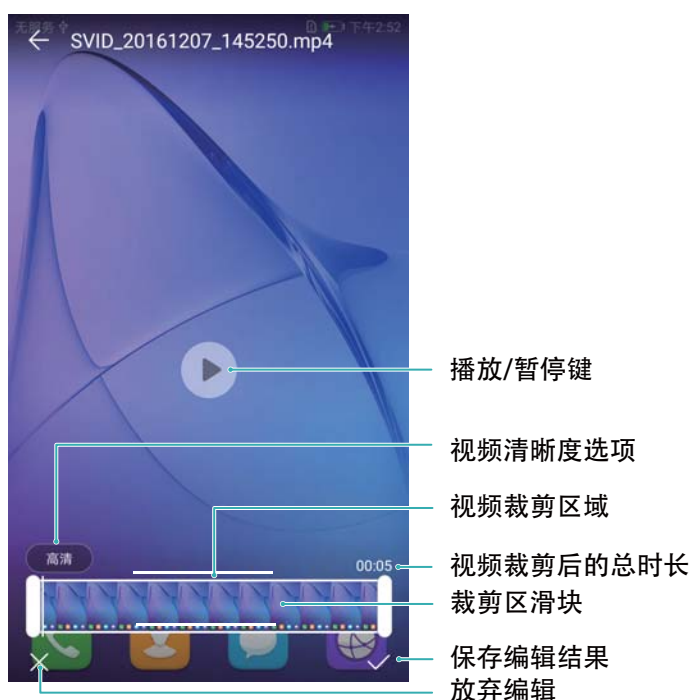 无服务 下午2:52
SVID_20161207_145250.mp4
播放/暂停键
视频清晰度选项
视频裁剪区域
高清
00:05
视频裁剪后的总时长
裁剪区滑块
保存编辑结果
放弃编辑